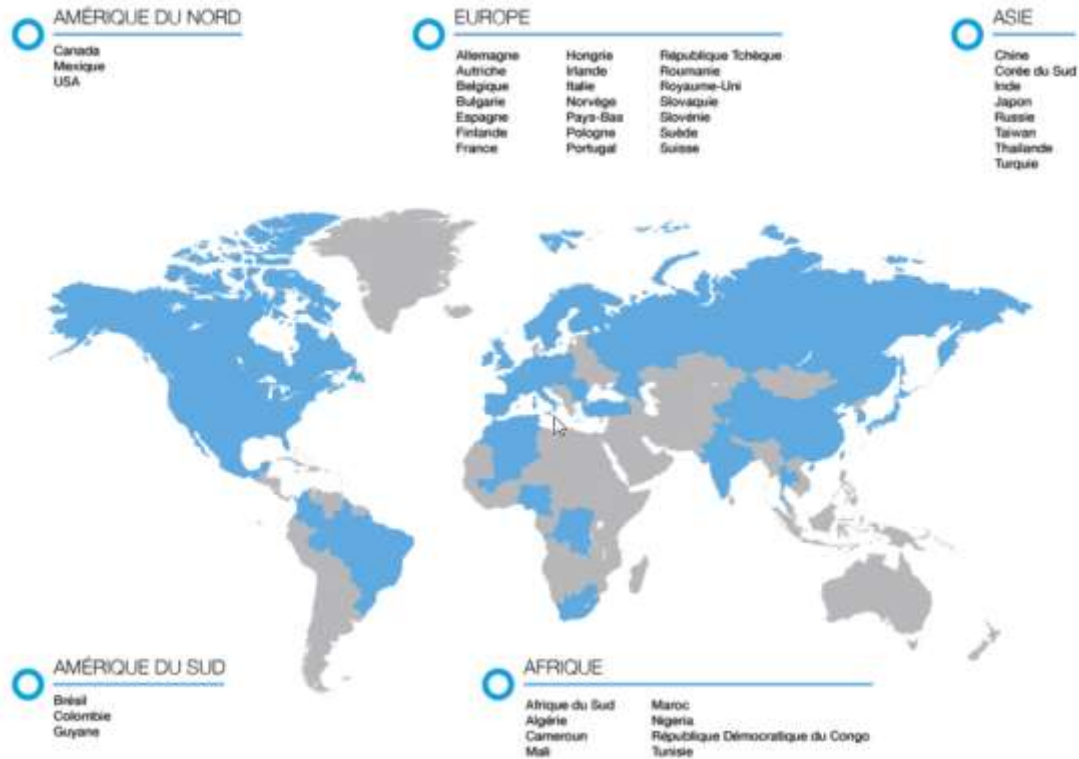 AMÉRIQUE DU NORD
Canada
Mexique
USA
EUROPE
Allemagne
Autriche
Belgique
Bulgarie
Espagne
Finlande
France
Hongrie
Irlande
Italie
Norvège
Pays-Bas
Pologne
Portugal
République Tchèque
Roumanie
Royaume-Uni
Slovaquie
Slovénie
Suède
Suisse
ASIE
Chine
Corée du Sud
Inde
Japon
Russie
Taiwan
Thaïlande
Turquie
AMÉRIQUE DU SUD
Brésil
Colombie
Guyane
AFRIQUE
Afrique du Sud
Algérie
Cameroun
Mali
Maroc
Nigeria
République Démocratique du Congo
Tunisie